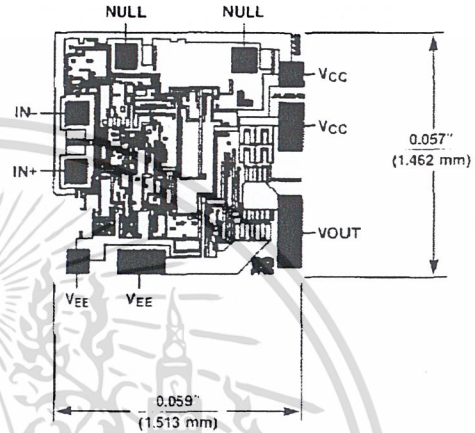 NULL NULL
VCC
IN–
VCC
0.057"
(1.462 mm)
IN+
VOUT
VEE VEE
0.059"
(1.513 mm)